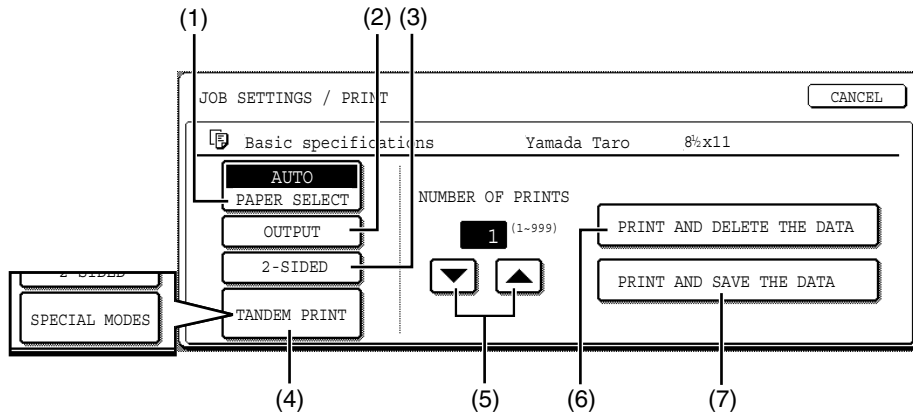 (1) (2) (3)
JOB SETTINGS / PRINT CANCEL
Basic specifications Yamada Taro 8½x11
AUTO
PAPER SELECT
OUTPUT
2-SIDED
TANDEM PRINT
NUMBER OF PRINTS
1 (1~999)
PRINT AND DELETE THE DATA
PRINT AND SAVE THE DATA
2-SIDED
SPECIAL MODES
(4) (5) (6) (7)